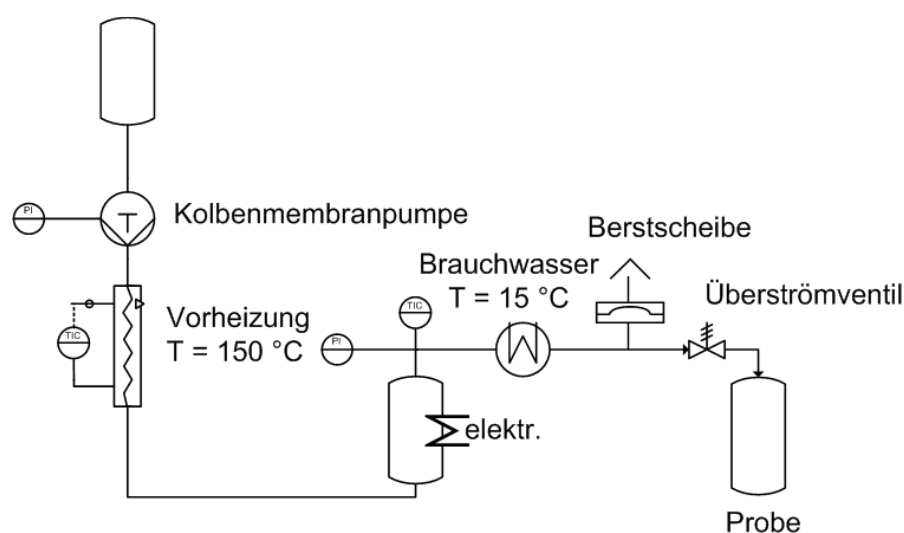 PI
T
Kolbenmembranpumpe
Berstscheibe
Brauchwasser
T = 15 °C
Überströmventil
TIC
Vorheizung
T = 150 °C
TIC
PI
elektr.
Probe